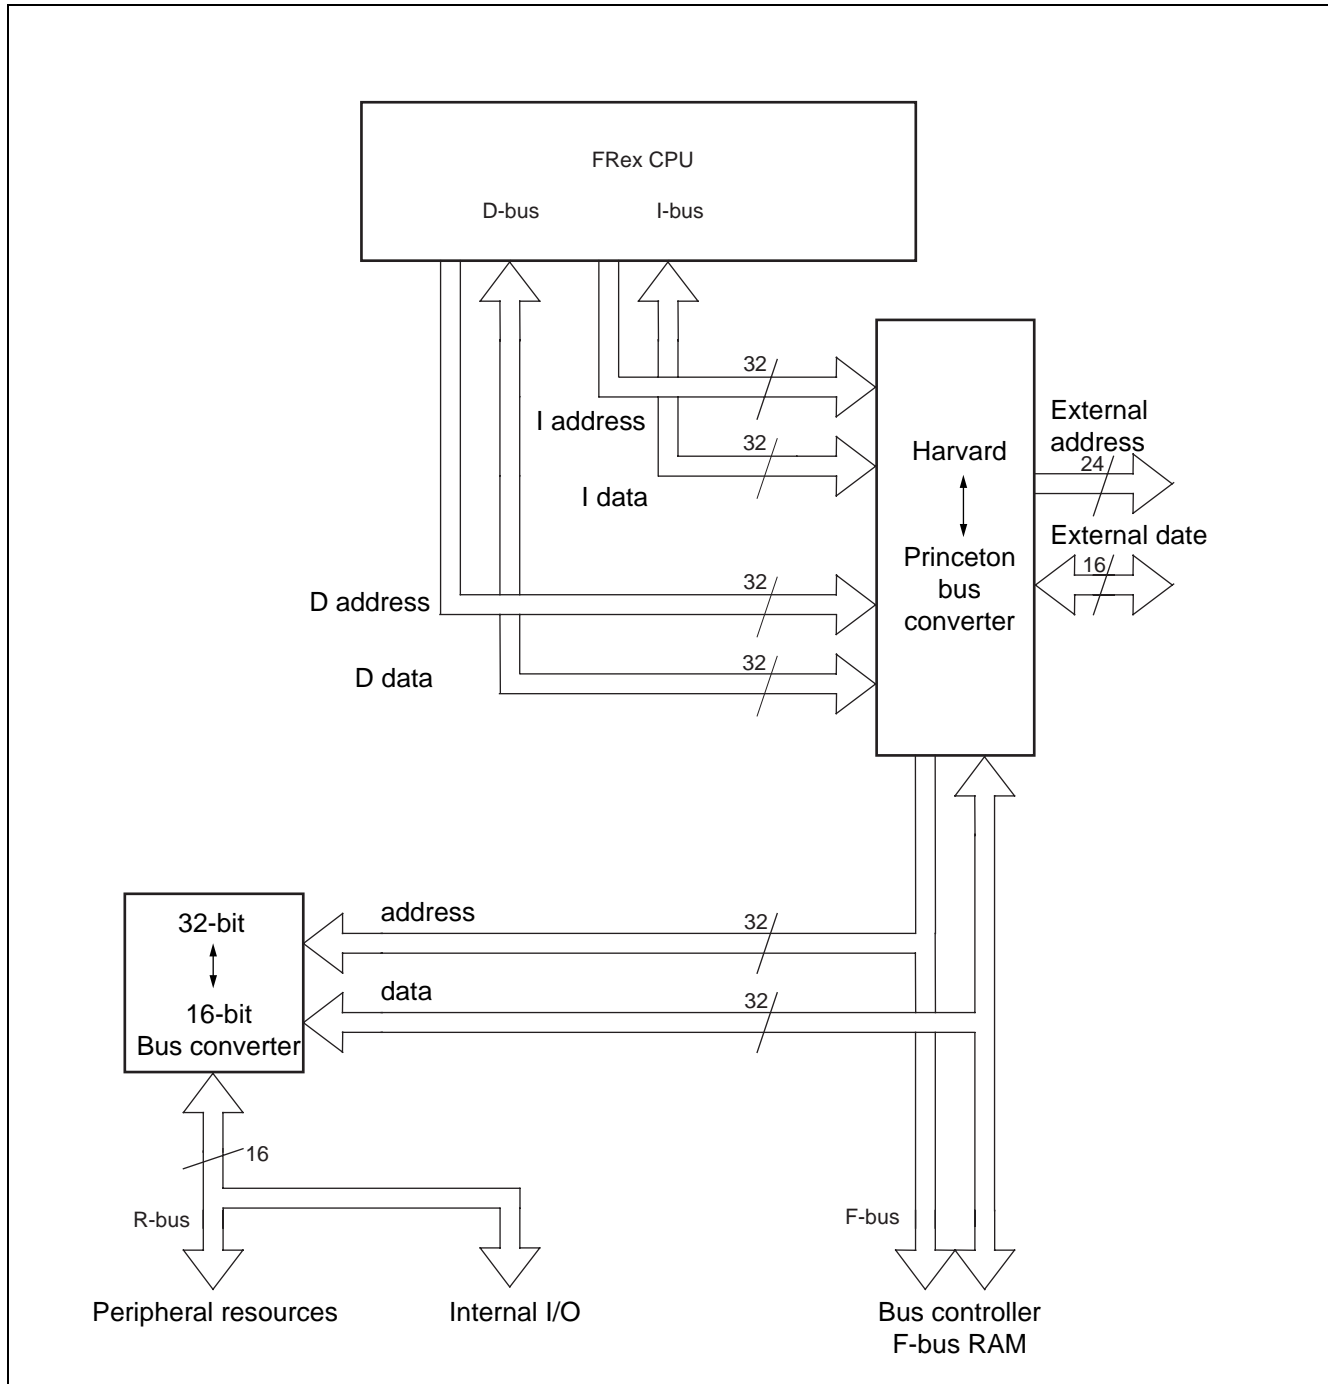 FRex CPU
D-bus
I-bus
32
I address
32
I data
Harvard
Princeton
bus
converter
External
address
24
External date
16
32
D address
32
D data
32-bit
16-bit
Bus converter
address
32
data
32
16
R-bus
F-bus
Peripheral resources
Internal I/O
Bus controller
F-bus RAM